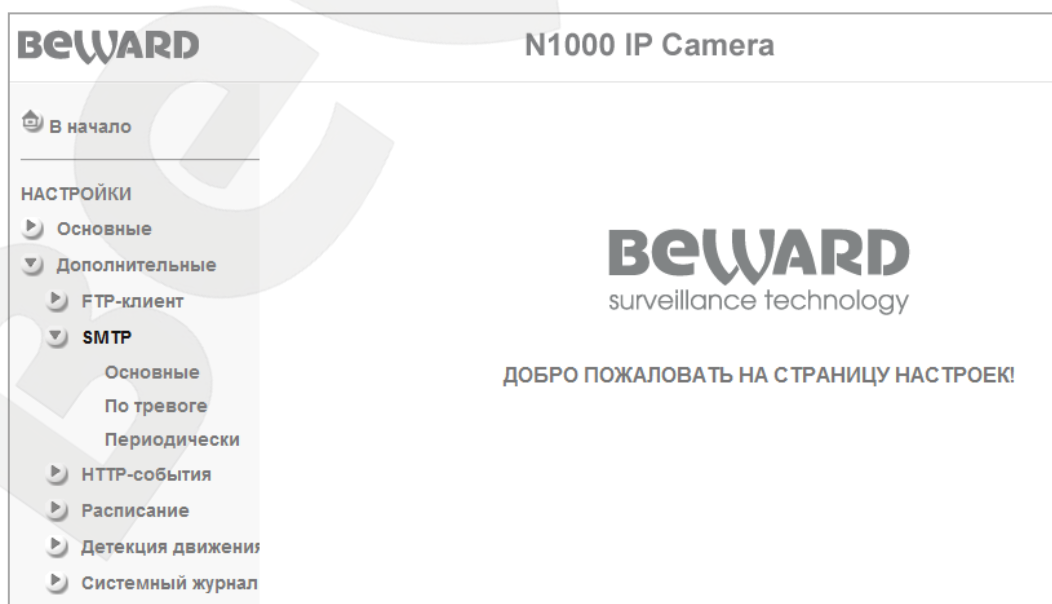 BEWARD
N1000 IP Camera
В начало
НАСТРОЙКИ
Основные
Дополнительные
FTP-клиент
SMTP
Основные
По тревоге
Периодически
HTTP-события
Расписание
Детекция движения
Системный журнал
BEWARD
surveillance technology
ДОБРО ПОЖАЛОВАТЬ НА СТРАНИЦУ НАСТРОЕК!